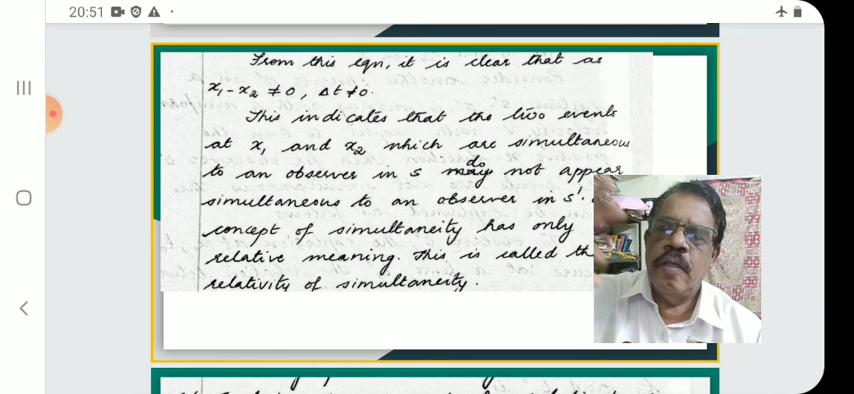 20:51
From this eqn, it is clear that as
x₁-x₂ ≠0, Δt≠0.
This indicates that the two events
at x₁ and x₂ which are simultaneous
do
to an observer in S may not appear
simultaneous to an observer in S'.
concept of simultaneity has only
relative meaning. This is called th
relativity of simultaneity.